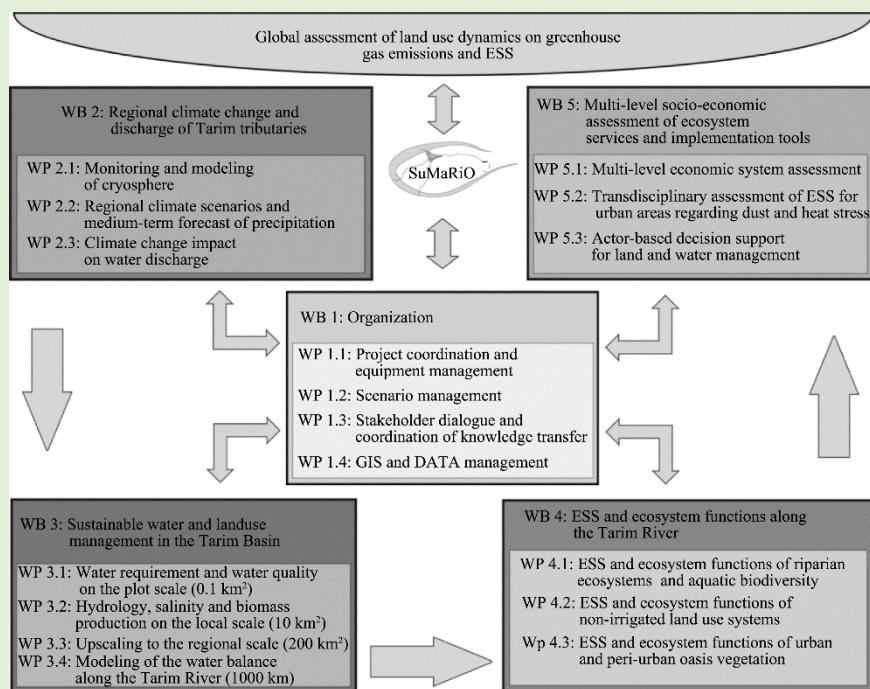 Global assessment of land use dynamics on greenhouse
gas emissions and ESS
WB 2: Regional climate change and
discharge of Tarim tributaries
WP 2.1: Monitoring and modeling
of cryosphere
WP 2.2: Regional climate scenarios and
medium-term forecast of precipitation
WP 2.3: Climate change impact
on water discharge
SuMaRiO
WB 5: Multi-level socio-economic
assessment of ecosystem
services and implementation tools
WP 5.1: Multi-level economic system assessment
WP 5.2: Transdisciplinary assessment of ESS for
urban areas regarding dust and heat stress
WP 5.3: Actor-based decision support
for land and water management
WB 1: Organization
WP 1.1: Project coordination and
equipment management
WP 1.2: Scenario management
WP 1.3: Stakeholder dialogue and
coordination of knowledge transfer
WP 1.4: GIS and DATA management
WB 3: Sustainable water and landuse
management in the Tarim Basin
WP 3.1: Water requirement and water quality
on the plot scale (0.1 km²)
WP 3.2: Hydrology, salinity and biomass
production on the local scale (10 km²)
WP 3.3: Upscaling to the regional scale (200 km²)
WP 3.4: Modeling of the water balance
along the Tarim River (1000 km)
WB 4: ESS and ecosystem functions along
the Tarim River
WP 4.1: ESS and ecosystem functions of riparian
ecosystems and aquatic biodiversity
WP 4.2: ESS and ecosystem functions of
non-irrigated land use systems
Wp 4.3: ESS and ecosystem functions of urban
and peri-urban oasis vegetation